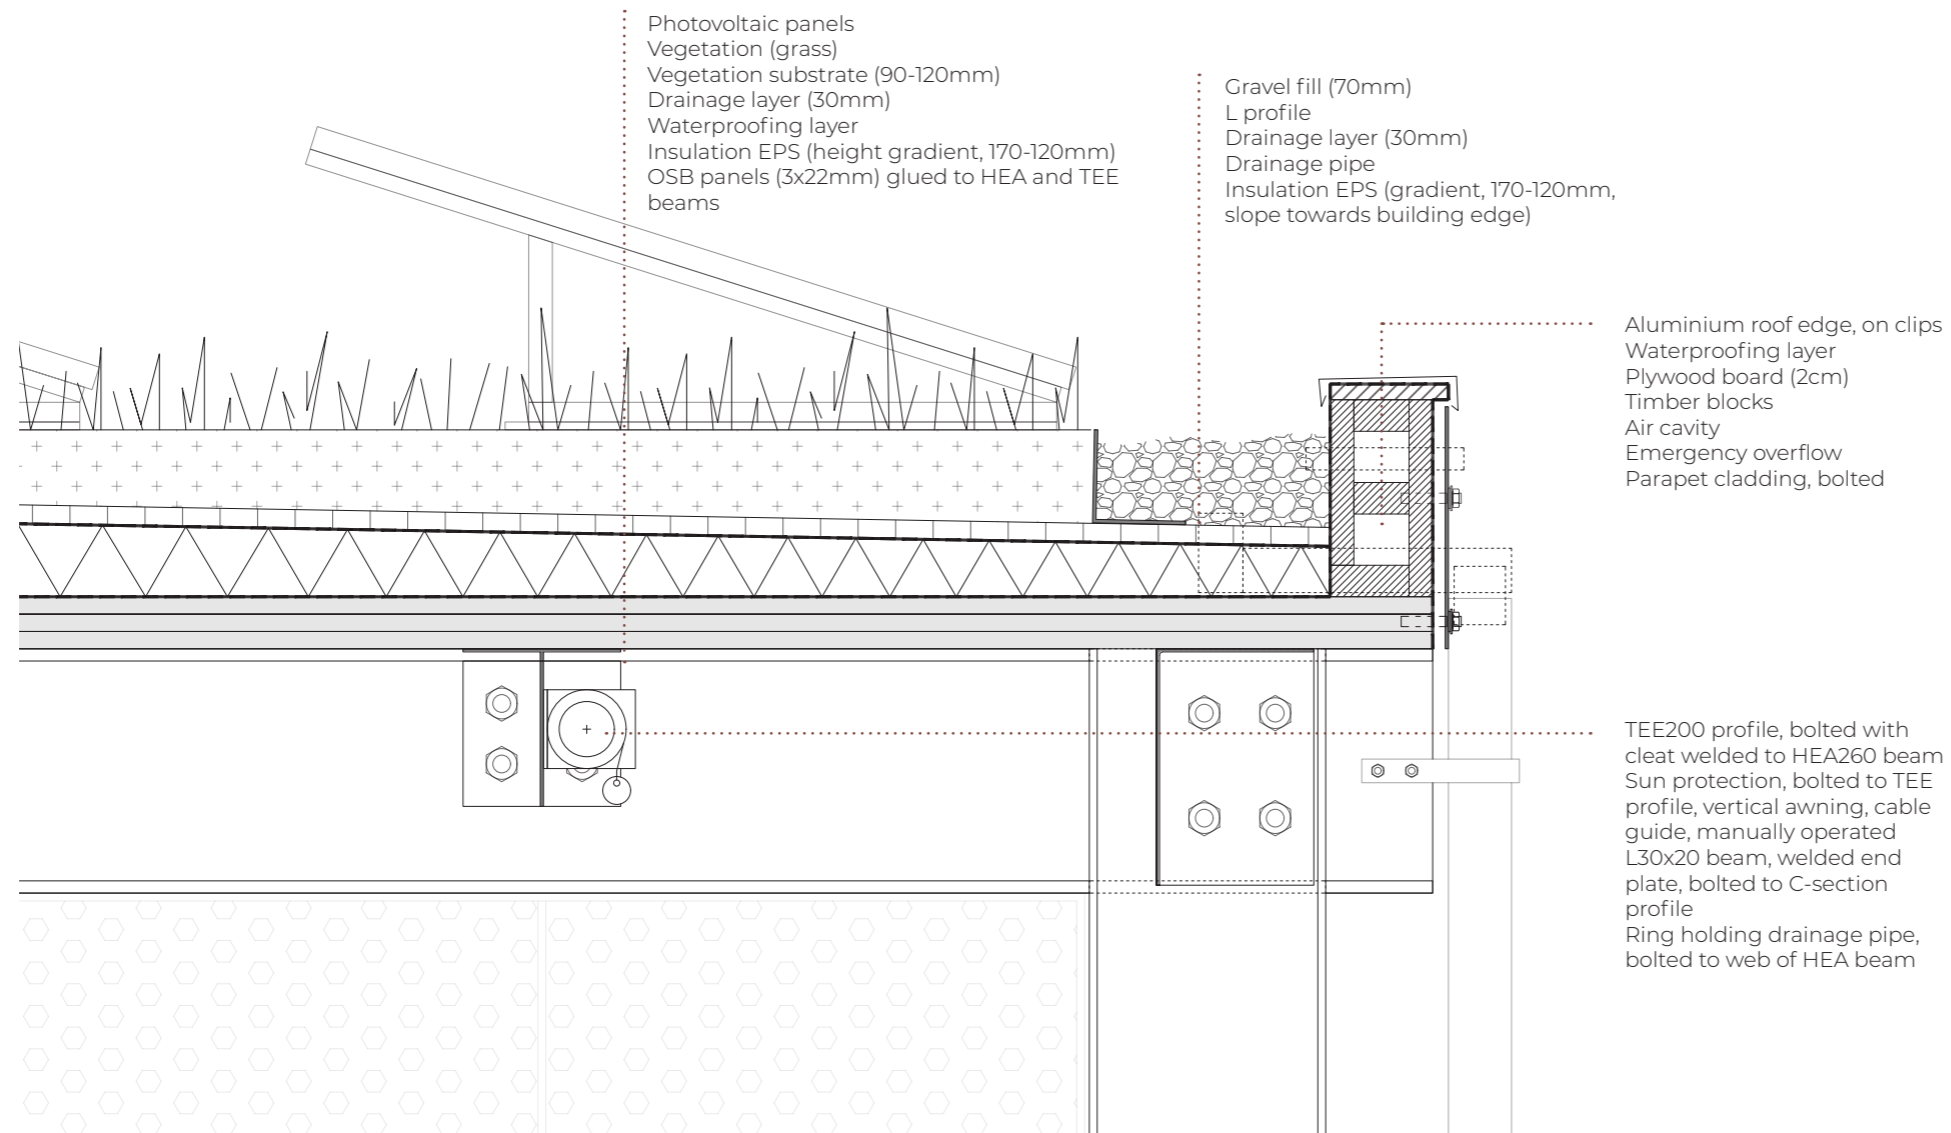 Photovoltaic panels
Vegetation (grass)
Vegetation substrate (90-120mm)
Drainage layer (30mm)
Waterproofing layer
Insulation EPS (height gradient, 170-120mm)
OSB panels (3x22mm) glued to HEA and TEE
beams
Gravel fill (70mm)
L profile
Drainage layer (30mm)
Drainage pipe
Insulation EPS (gradient, 170-120mm,
slope towards building edge)
Aluminium roof edge, on clips
Waterproofing layer
Plywood board (2cm)
Timber blocks
Air cavity
Emergency overflow
Parapet cladding, bolted
TEE200 profile, bolted with
cleat welded to HEA260 beam
Sun protection, bolted to TEE
profile, vertical awning, cable
guide, manually operated
L30x20 beam, welded end
plate, bolted to C-section
profile
Ring holding drainage pipe,
bolted to web of HEA beam